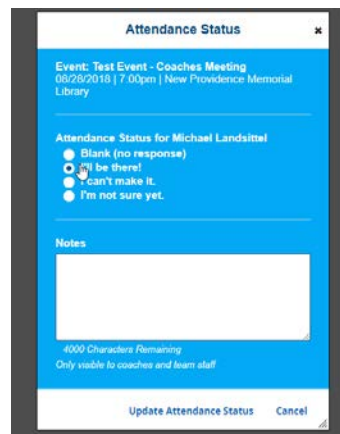 Attendance Status
×
Event: Test Event - Coaches Meeting
08/28/2018 | 7:00pm | New Providence Memorial
Library
Attendance Status for Michael Landsittel
Blank (no response)
I'll be there!
I can't make it.
I'm not sure yet.
Notes
4000 Characters Remaining
Only visible to coaches and team staff
Update Attendance Status Cancel